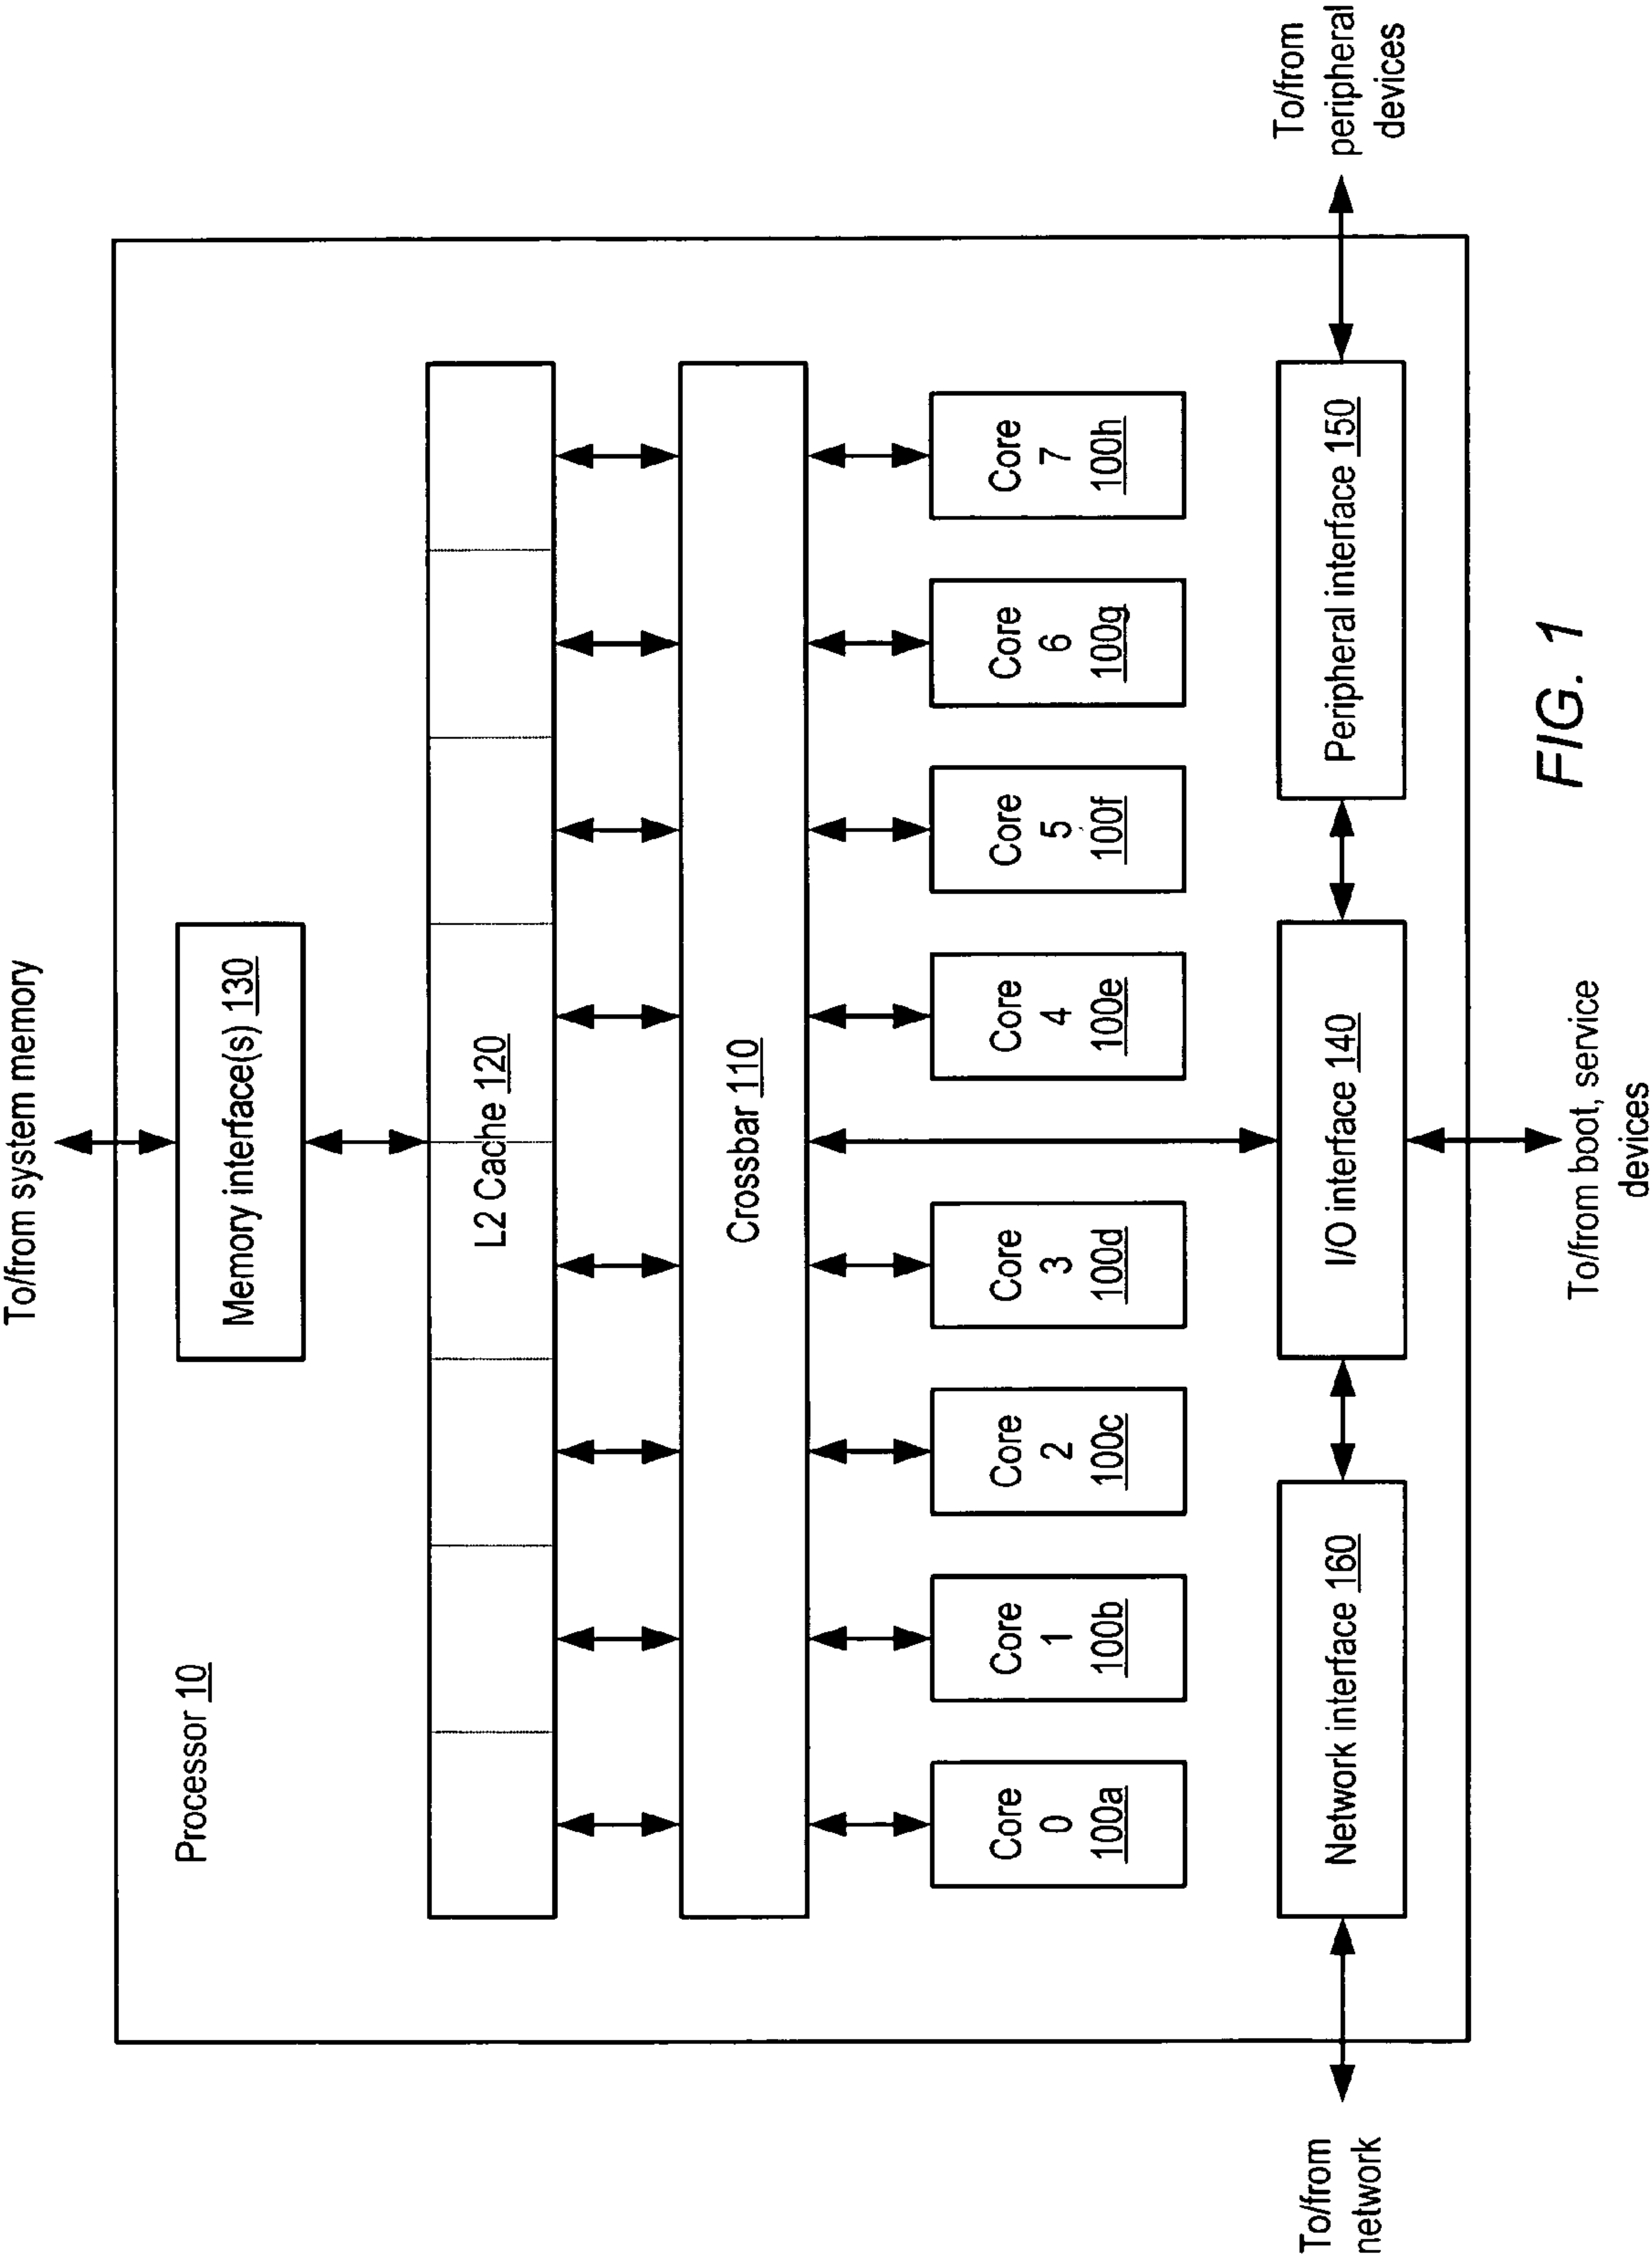 To/from system memory
Processor 10
Memory interface(s) 130
L2 Cache 120
Crossbar 110
Core
0
100a
Core
1
100b
Core
2
100c
Core
3
100d
Core
4
100e
Core
5
100f
Core
6
100g
Core
7
100h
To/from
network
Network interface 160
I/O interface 140
Peripheral interface 150
To/from
peripheral
devices
To/from boot, service
devices
FIG. 1